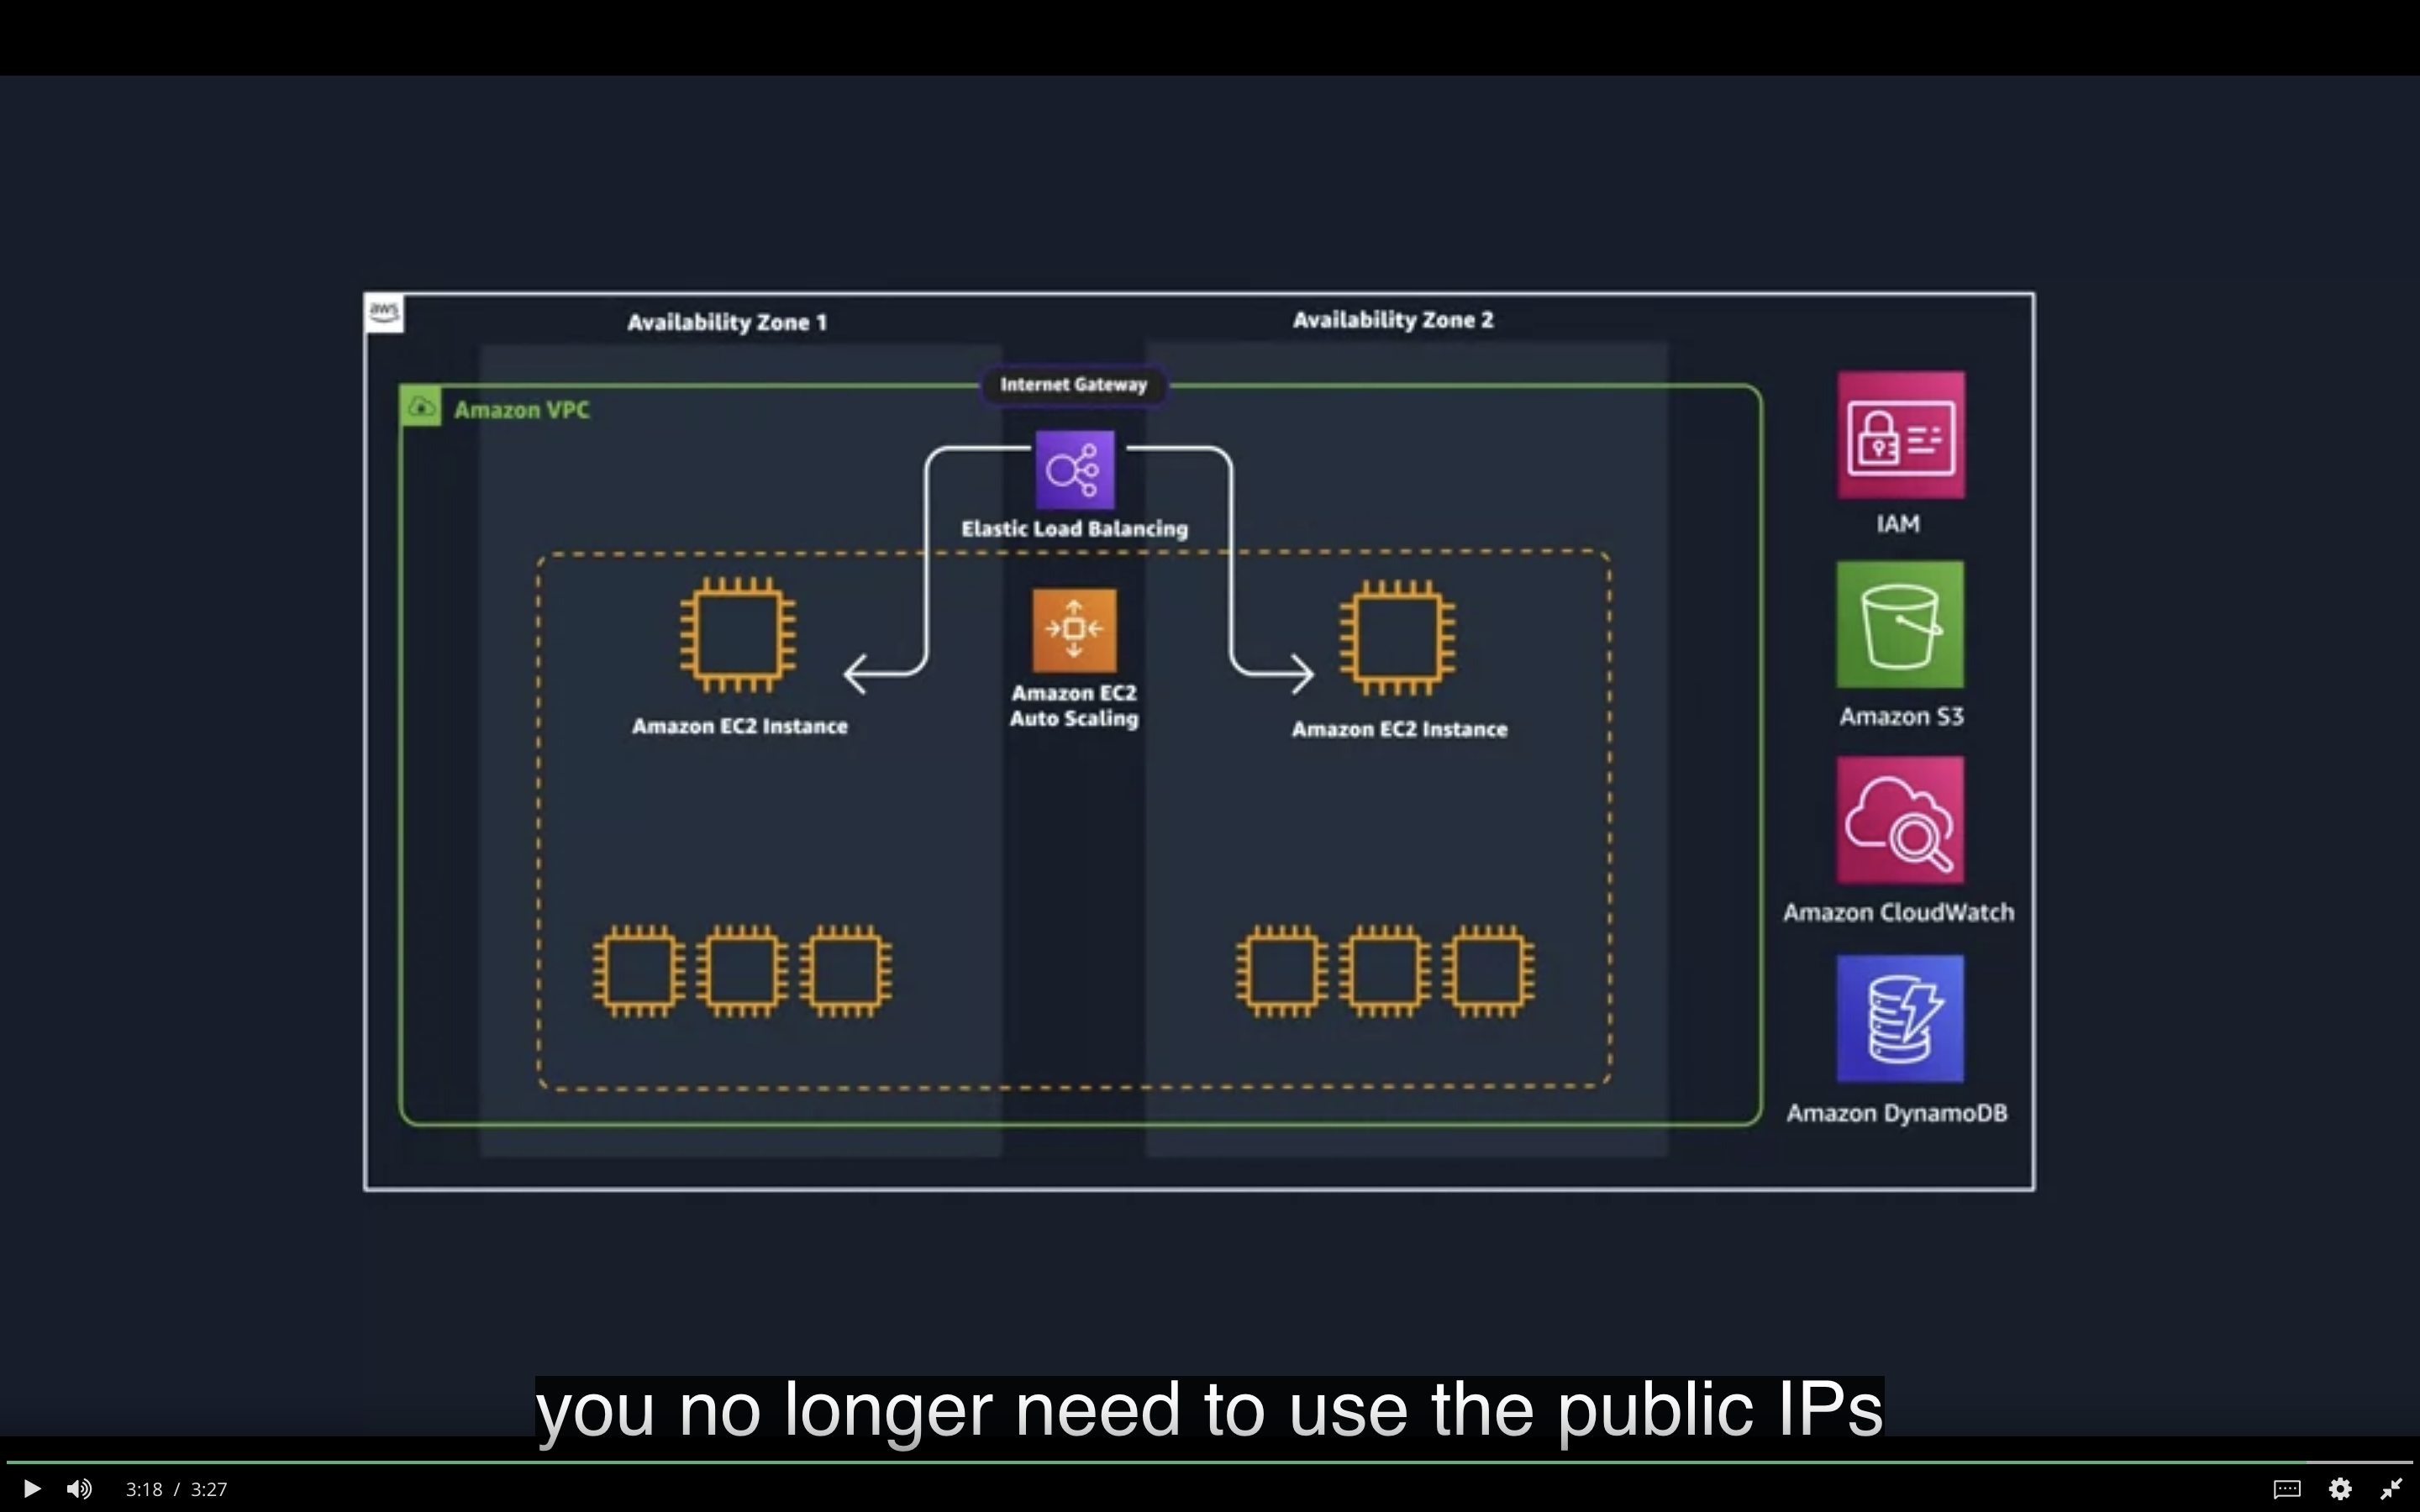 aws
Availability Zone 1
Availability Zone 2
Internet Gateway
Amazon VPC
Elastic Load Balancing
Amazon EC2
Auto Scaling
Amazon EC2 Instance
Amazon EC2 Instance
IAM
Amazon S3
Amazon CloudWatch
Amazon DynamoDB
you no longer need to use the public IPs
3:18 / 3:27